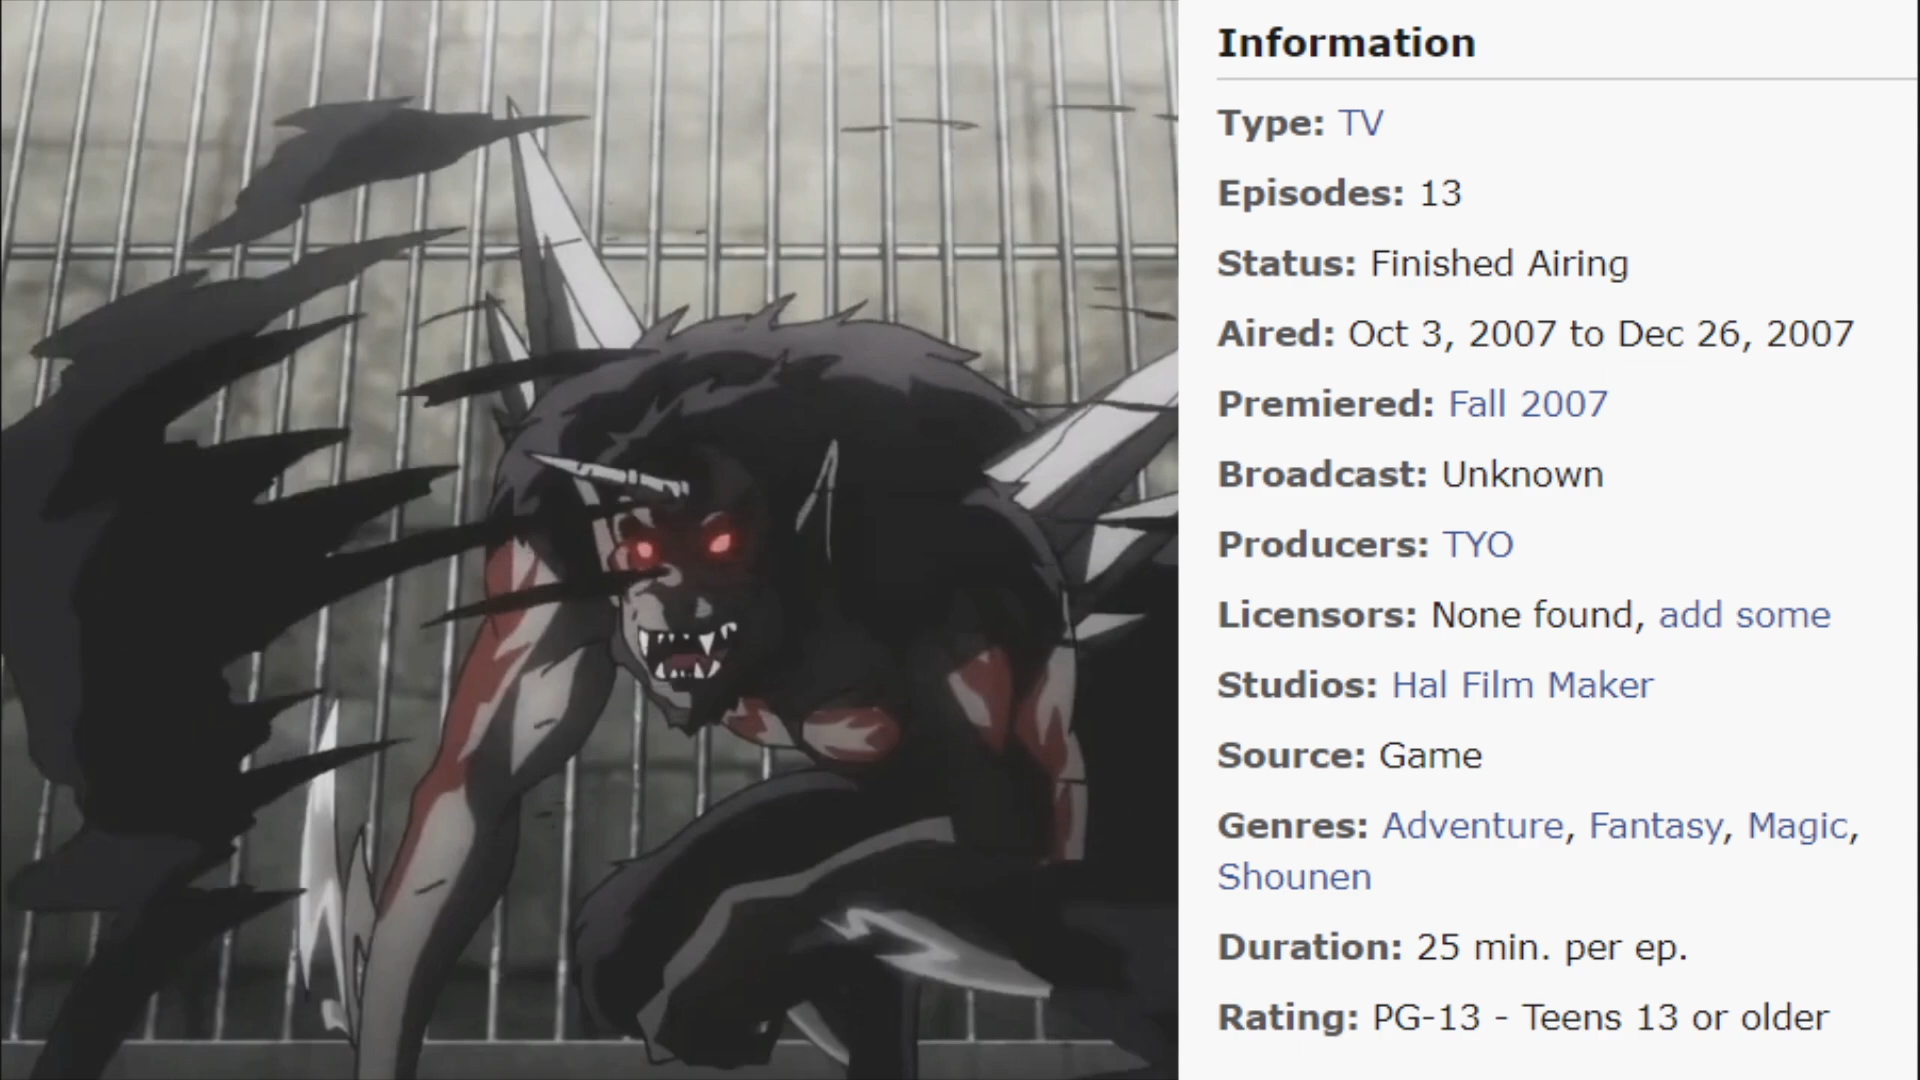 Information
Type: TV
Episodes: 13
Status: Finished Airing
Aired: Oct 3, 2007 to Dec 26, 2007
Premiered: Fall 2007
Broadcast: Unknown
Producers: TYO
Licensors: None found, add some
Studios: Hal Film Maker
Source: Game
Genres: Adventure, Fantasy, Magic,
Shounen
Duration: 25 min. per ep.
Rating: PG-13 - Teens 13 or older